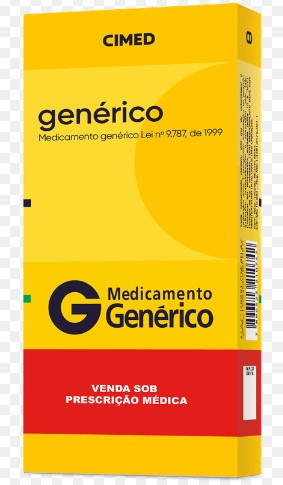 CIMED
genérico
Medicamento genérico Lei nº 9.787, de 1999
G Medicamento
Genérico
VENDA SOB
PRESCRIÇÃO MÉDICA